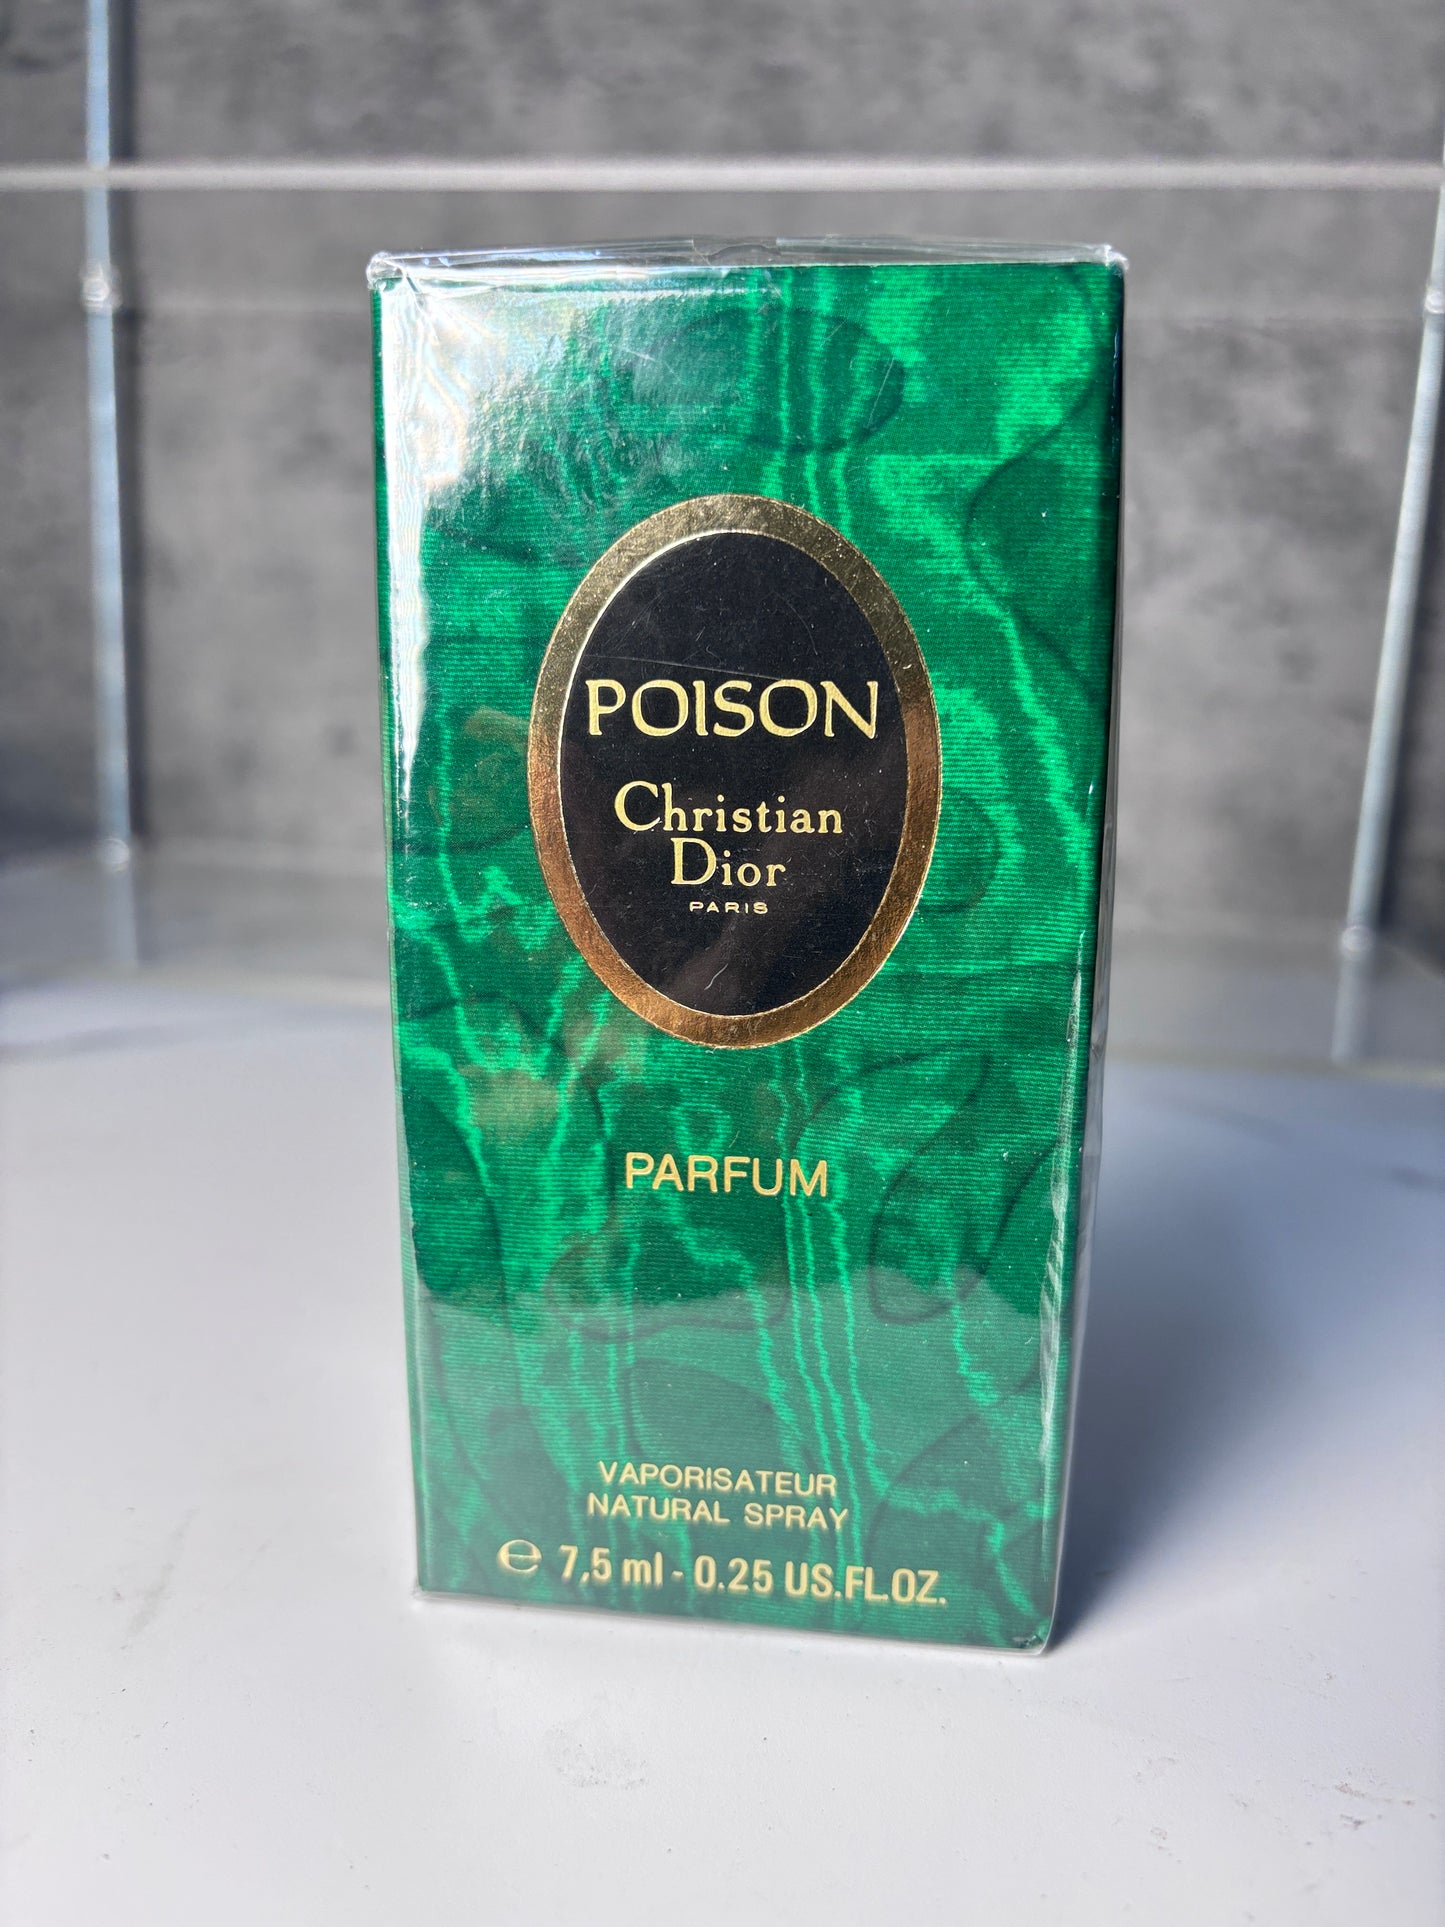 POISON
Christian
Dior
PARIS
PARFUM
VAPORISATEUR
NATURAL SPRAY
℮ 7,5 ml - 0.25 US.FL.OZ.